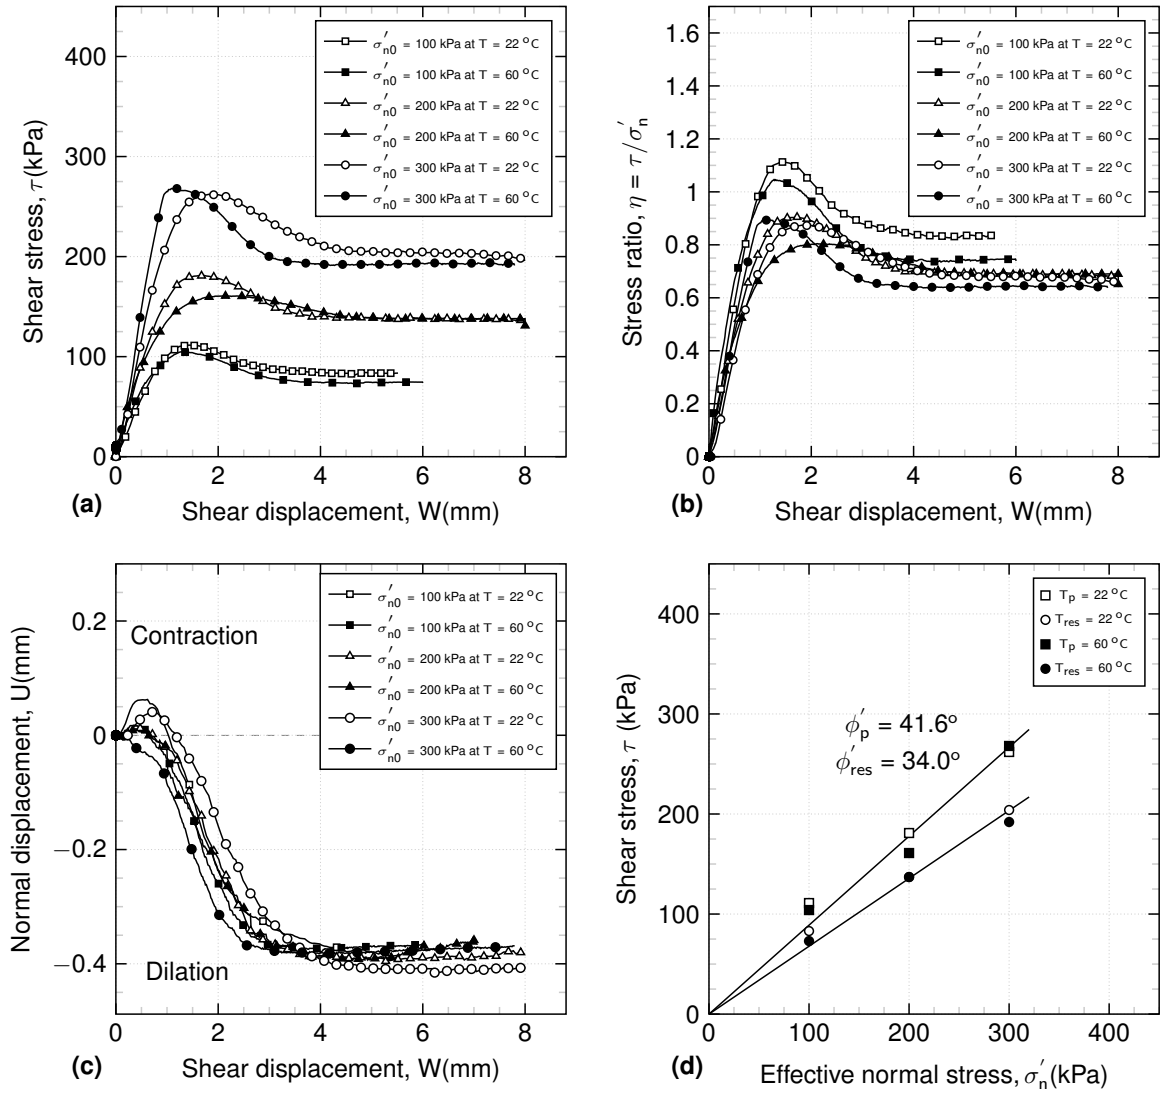 450
300
200
100
0
0 2 4 6 8
Shear stress, τ(kPa)
Shear displacement, W(mm)
(a)
σ′n0 = 100 kPa at T = 22 °C
σ′n0 = 100 kPa at T = 60 °C
σ′n0 = 200 kPa at T = 22 °C
σ′n0 = 200 kPa at T = 60 °C
σ′n0 = 300 kPa at T = 22 °C
σ′n0 = 300 kPa at T = 60 °C
1.6
1.4
1.2
1
0.8
0.6
0.4
0.2
0
0 2 4 6 8
Stress ratio, η = τ/σ′n
Shear displacement, W(mm)
(b)
σ′n0 = 100 kPa at T = 22 °C
σ′n0 = 100 kPa at T = 60 °C
σ′n0 = 200 kPa at T = 22 °C
σ′n0 = 200 kPa at T = 60 °C
σ′n0 = 300 kPa at T = 22 °C
σ′n0 = 300 kPa at T = 60 °C
0.2
0
−0.2
−0.4
0 2 4 6 8
Normal displacement, U(mm)
Shear displacement, W(mm)
(c)
Contraction
Dilation
σ′n0 = 100 kPa at T = 22 °C
σ′n0 = 100 kPa at T = 60 °C
σ′n0 = 200 kPa at T = 22 °C
σ′n0 = 200 kPa at T = 60 °C
σ′n0 = 300 kPa at T = 22 °C
σ′n0 = 300 kPa at T = 60 °C
400
300
200
100
0
0 100 200 300 400
Shear stress, τ (kPa)
Effective normal stress, σ′n(kPa)
(d)
ϕ′p = 41.6°
ϕ′res = 34.0°
Tp = 22 °C
Tres = 22 °C
Tp = 60 °C
Tres = 60 °C